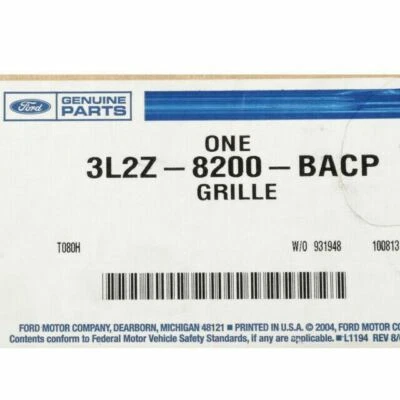 Ford
GENUINE
PARTS
ONE
3L2Z – 8200 – BACP
GRILLE
T080H W/O 931948 100813
FORD MOTOR COMPANY, DEARBORN, MICHIGAN 48121 ■ PRINTED IN U.S.A. © 2004, FORD MOTOR CO
Contents conform to Federal Motor Vehicle Safety Standards, if any are applicable. ■ L1194 REV 8/